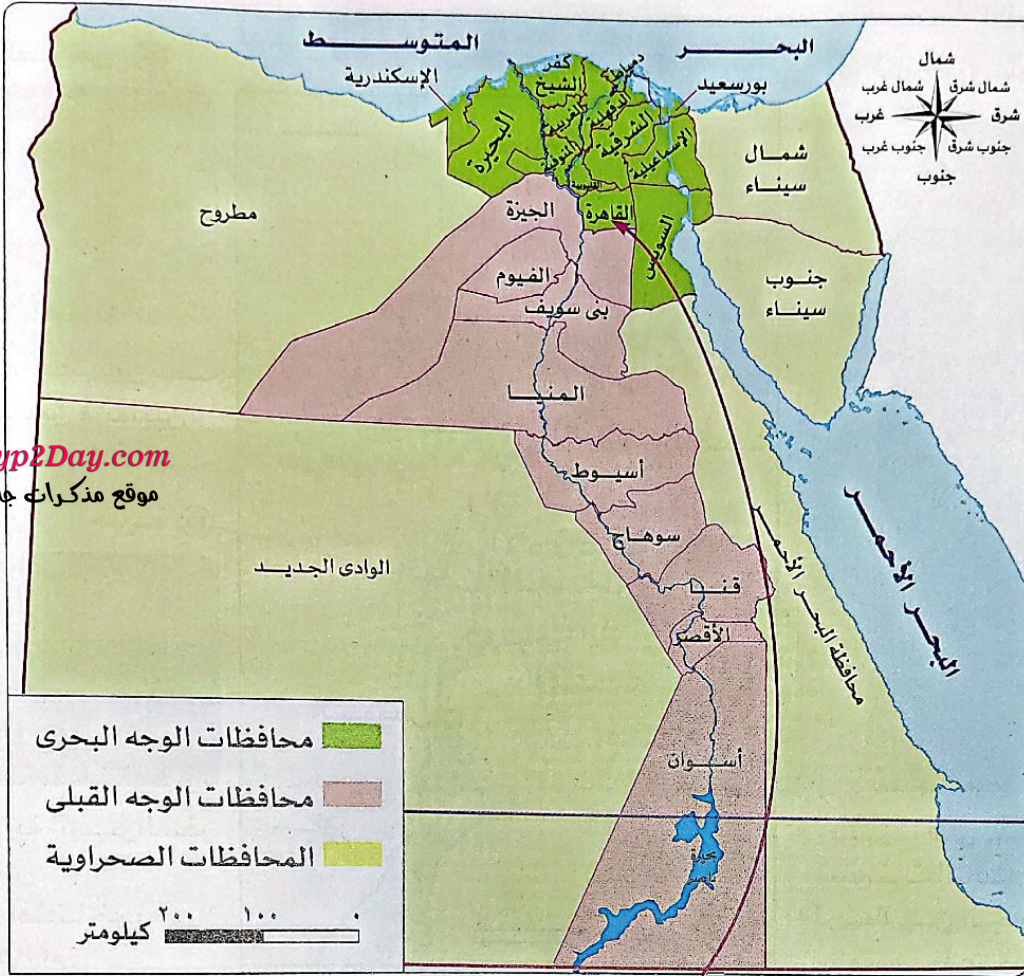 البحر المتوسط
الإسكندرية
كفر
الشيخ
دمياط
بورسعيد
البحيرة
الغربية
الدقهلية
الشرقية
المنوفية
الإسماعيلية
القليوبية
القاهرة
السويس
شمال
سيناء
جنوب
سيناء
شمال
شمال غرب
شمال شرق
غرب
شرق
جنوب غرب
جنوب شرق
جنوب
مطروح
الجيزة
الفيوم
بنى سويف
المنيا
أسيوط
سوهاج
قنا
الأقصر
أسوان
بحيرة
ناصر
الوادى الجديد
محافظة البحر الأحمر
البحر الأحمر
yp2Day.com
موقع مذكرات ج
محافظات الوجه البحرى
محافظات الوجه القبلى
المحافظات الصحراوية
٢٠٠ ١٠٠ ٠
كيلومتر